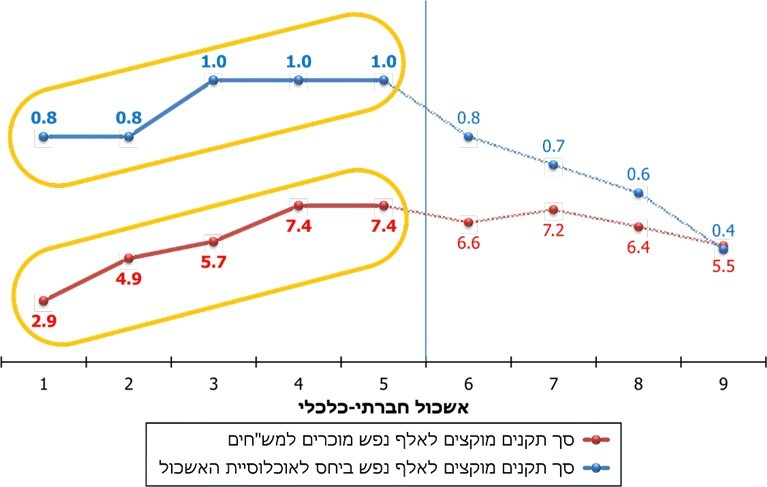 1.0 1.0 1.0
0.8 0.8 0.8
0.7
0.6
0.4
7.4 7.4 7.2
6.6 6.4
5.7 5.5
4.9
2.9
1 2 3 4 5 6 7 8 9
אשכול חברתי-כלכלי
סך תקנים מוקצים לאלף נפש מוכרים למש"חים
סך תקנים מוקצים לאלף נפש ביחס לאוכלוסיית האשכול